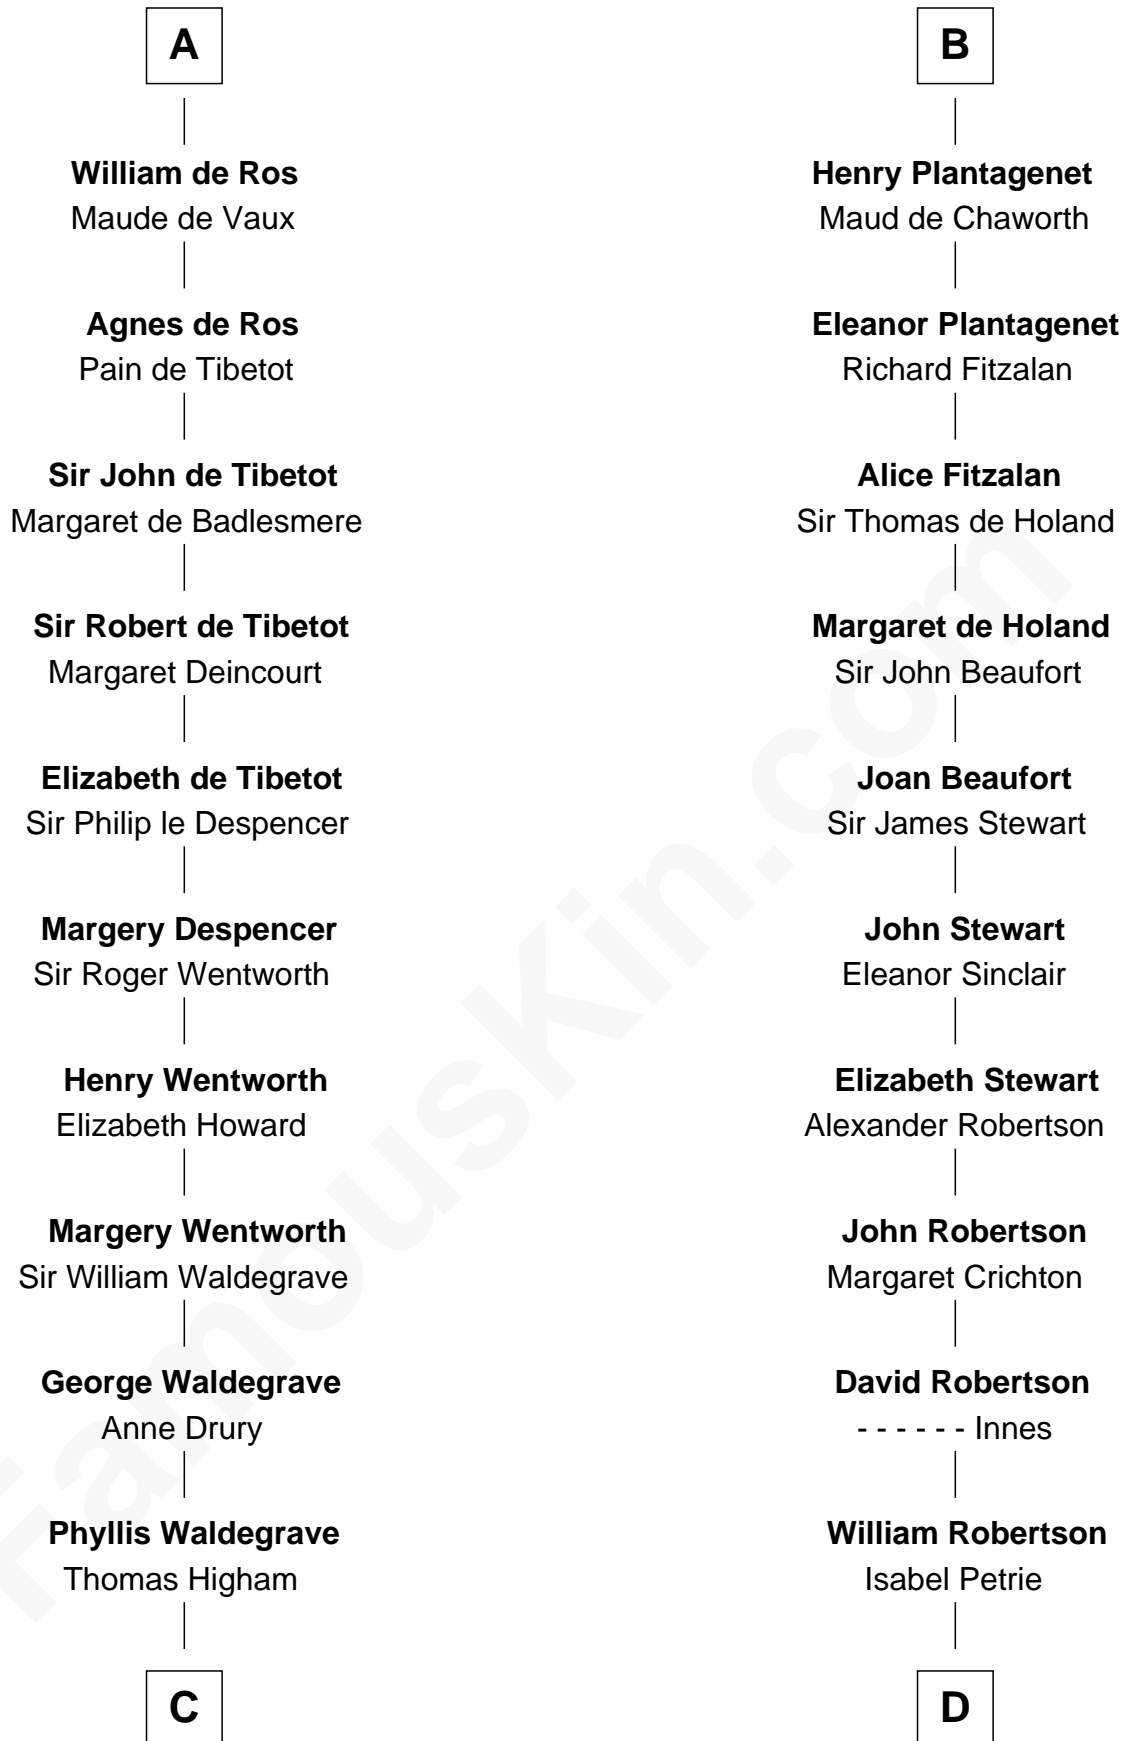 A
William de Ros
Maude de Vaux
Agnes de Ros
Pain de Tibetot
Sir John de Tibetot
Margaret de Badlesmere
Sir Robert de Tibetot
Margaret Deincourt
Elizabeth de Tibetot
Sir Philip le Despencer
Margery Despencer
Sir Roger Wentworth
Henry Wentworth
Elizabeth Howard
Margery Wentworth
Sir William Waldegrave
George Waldegrave
Anne Drury
Phyllis Waldegrave
Thomas Higham
C
B
Henry Plantagenet
Maud de Chaworth
Eleanor Plantagenet
Richard Fitzalan
Alice Fitzalan
Sir Thomas de Holand
Margaret de Holand
Sir John Beaufort
Joan Beaufort
Sir James Stewart
John Stewart
Eleanor Sinclair
Elizabeth Stewart
Alexander Robertson
John Robertson
Margaret Crichton
David Robertson
- - - - - - Innes
William Robertson
Isabel Petrie
D
FamousKin.com